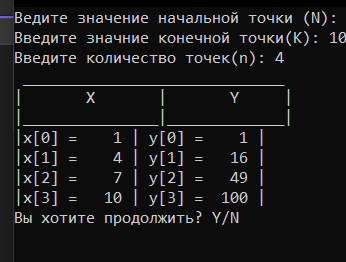 Ведите значение начальной точки (N):
Введите значние конечной точки(K): 10
Введите количество точек(n): 4
| X | Y |
|x[0] = 1 | y[0] = 1 |
|x[1] = 4 | y[1] = 16 |
|x[2] = 7 | y[2] = 49 |
|x[3] = 10 | y[3] = 100 |
Вы хотите продолжить? Y/N